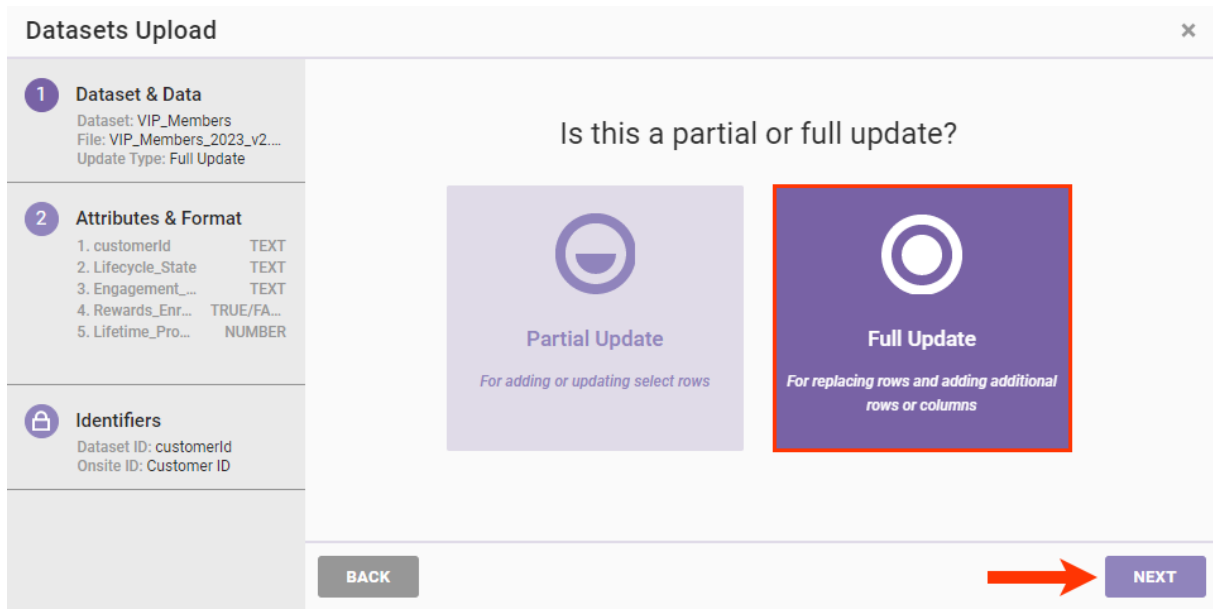 Datasets Upload
×
1
Dataset & Data
Dataset: VIP_Members
File: VIP_Members_2023_v2....
Update Type: Full Update
2
Attributes & Format
1. customerId TEXT
2. Lifecycle_State TEXT
3. Engagement_... TEXT
4. Rewards_Enr... TRUE/FA...
5. Lifetime_Pro... NUMBER
Identifiers
Dataset ID: customerId
Onsite ID: Customer ID
Is this a partial or full update?
Partial Update
For adding or updating select rows
Full Update
For replacing rows and adding additional
rows or columns
BACK
NEXT